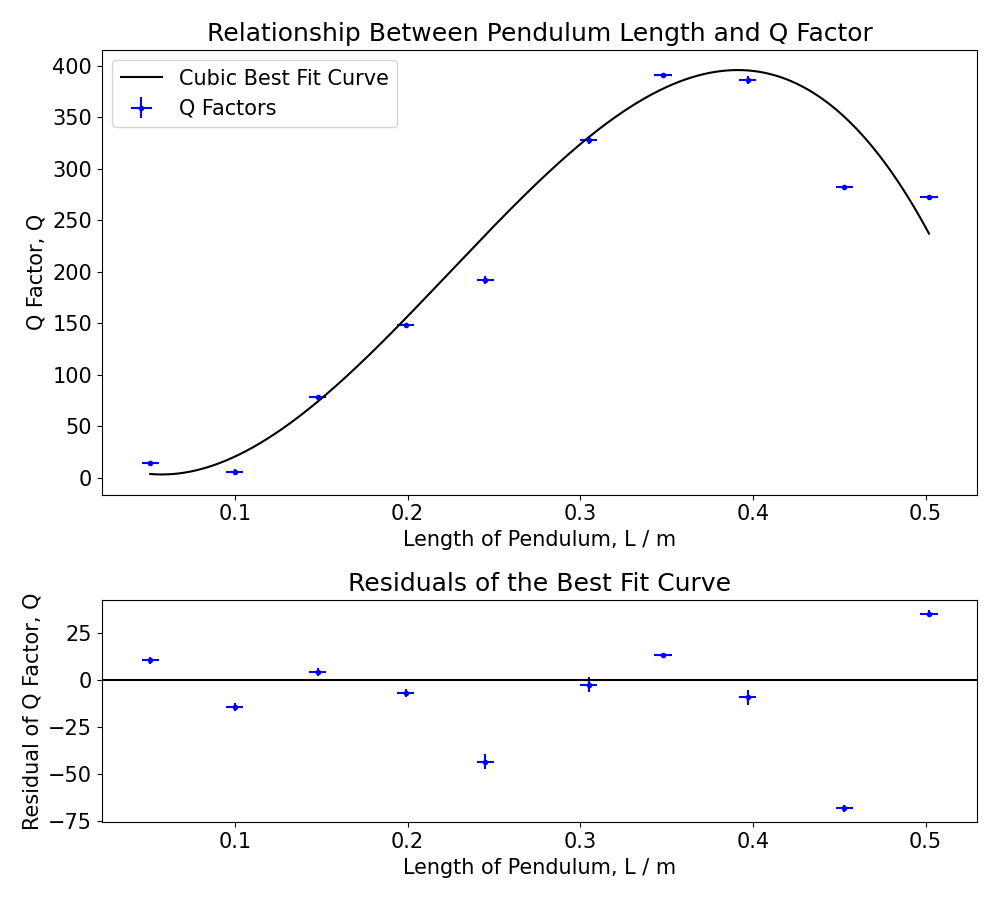 Relationship Between Pendulum Length and Q Factor
Cubic Best Fit Curve
Q Factors
Q Factor, Q
400
350
300
250
200
150
100
50
0
0.1 0.2 0.3 0.4 0.5
Length of Pendulum, L / m
Residuals of the Best Fit Curve
Residual of Q Factor, Q
25
0
−25
−50
−75
0.1 0.2 0.3 0.4 0.5
Length of Pendulum, L / m